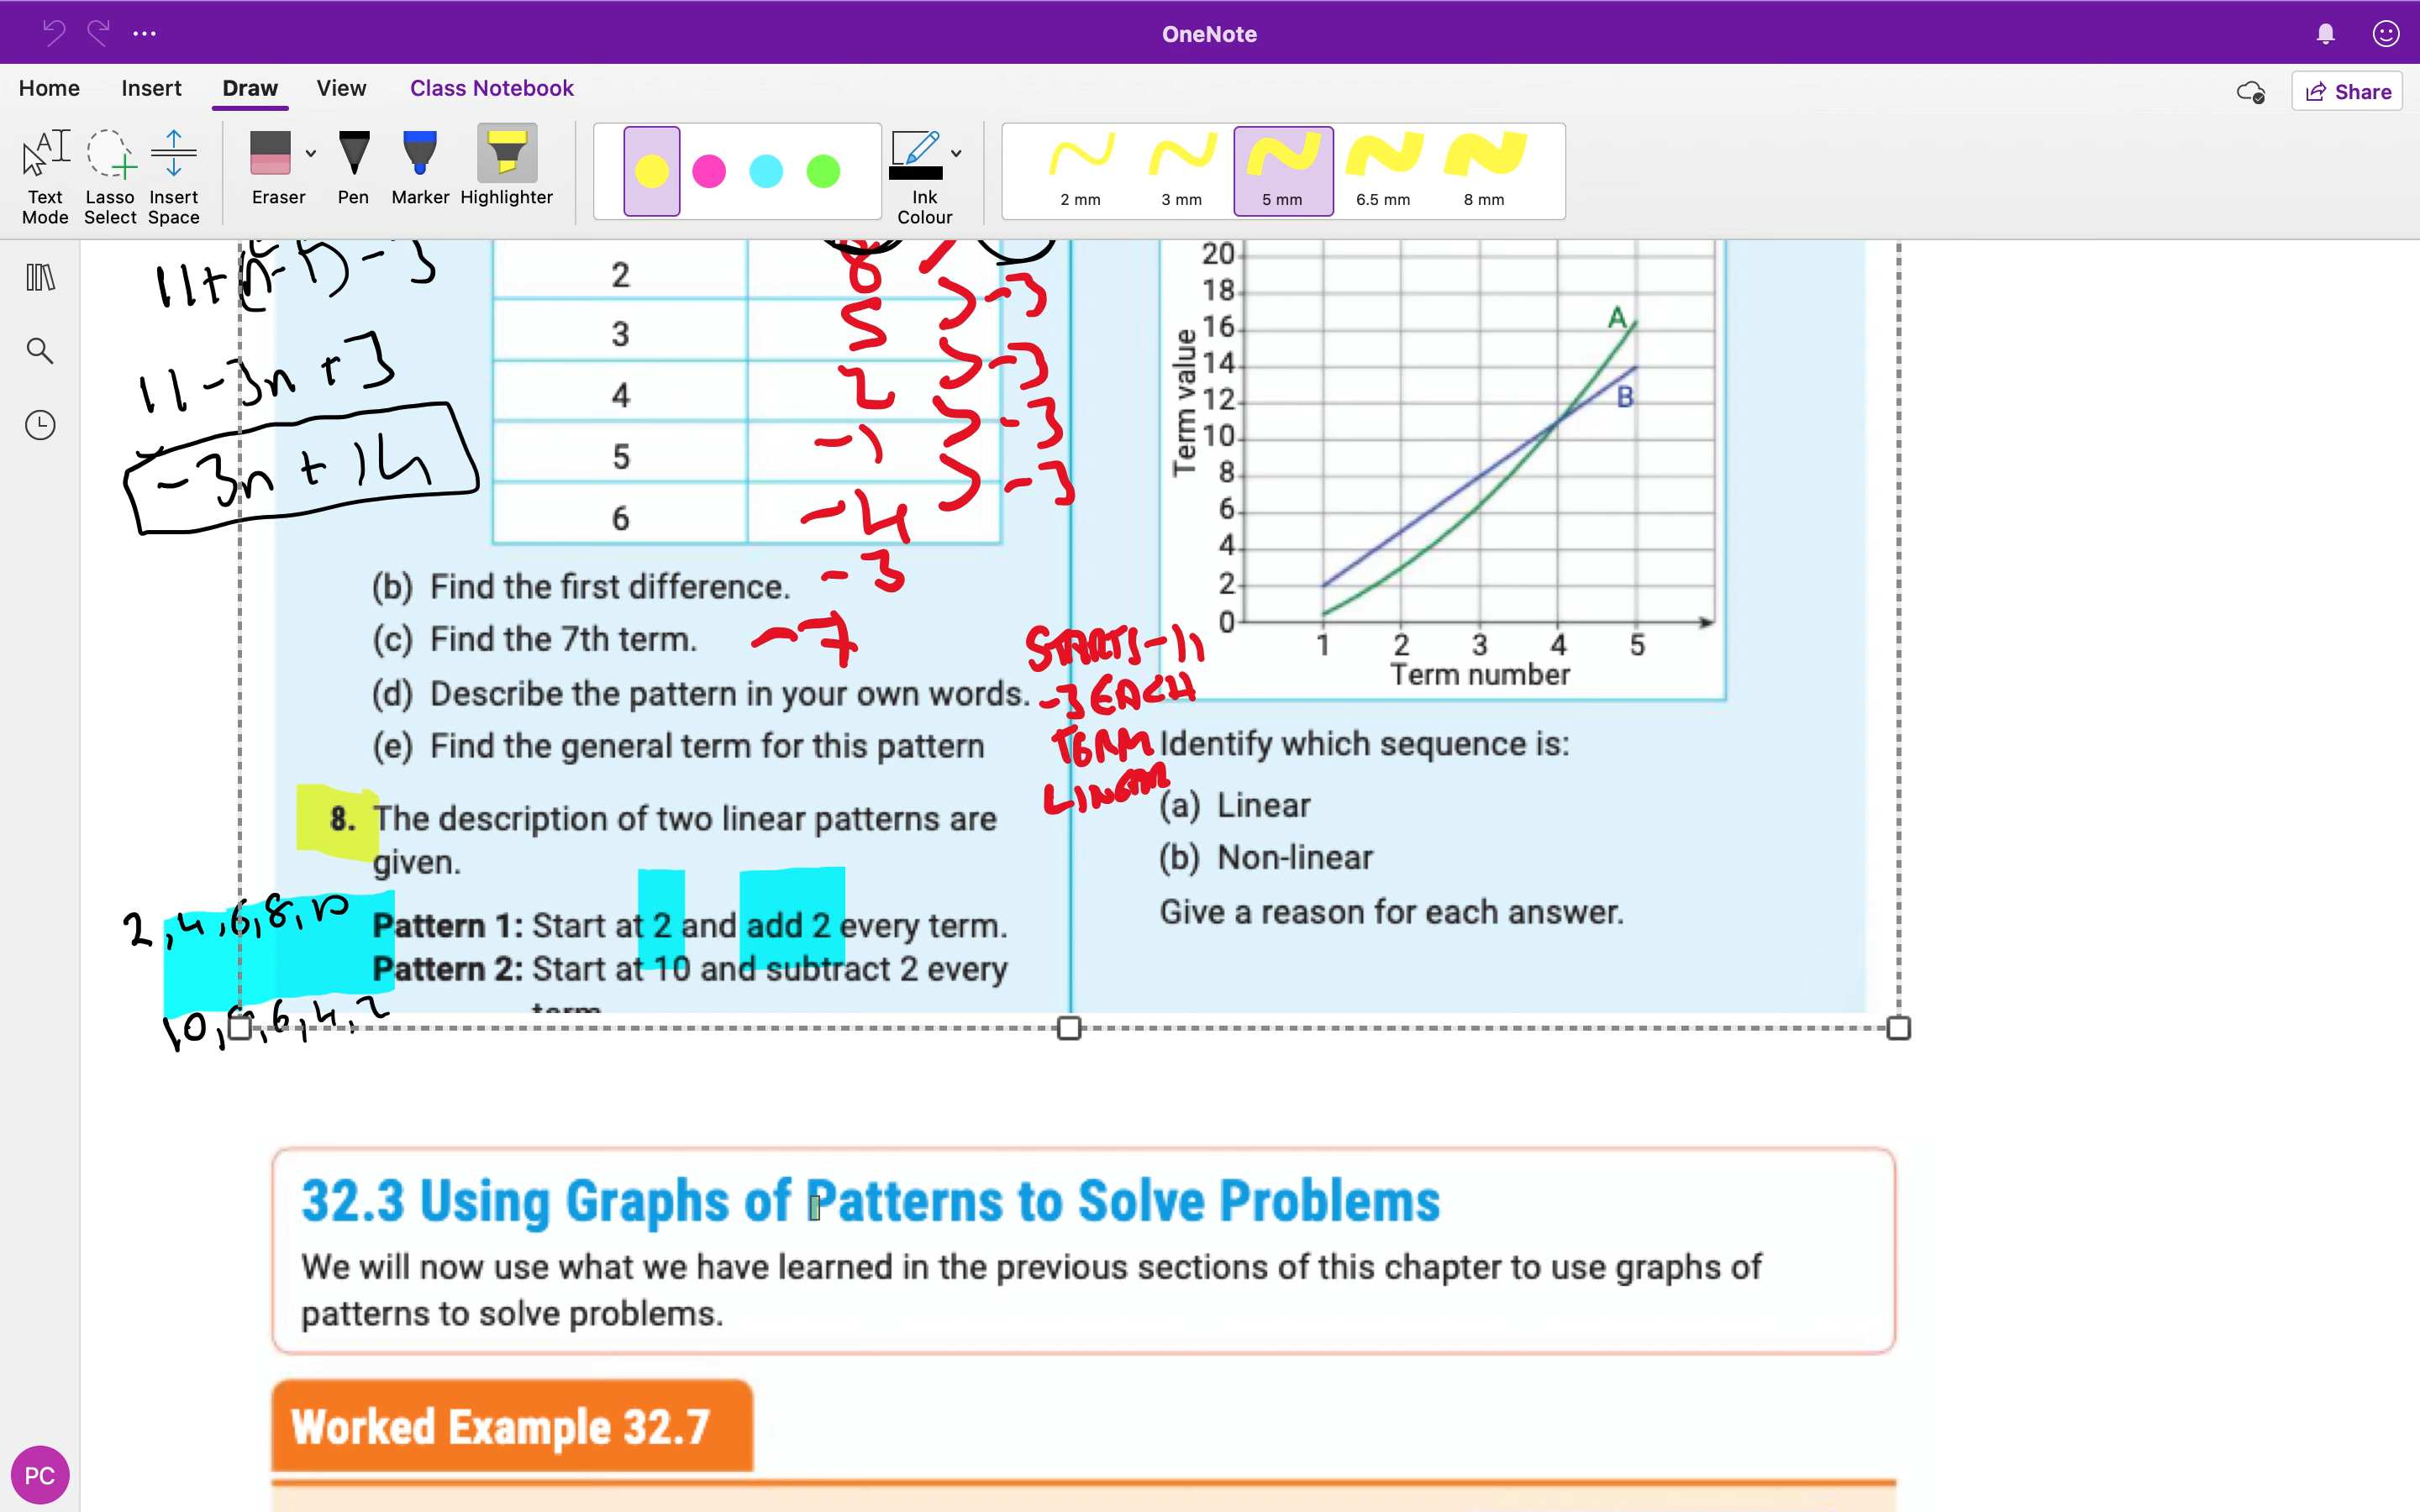 OneNote
Home Insert Draw View Class Notebook
Share
Text Mode
Lasso Select
Insert Space
Eraser
Pen
Marker
Highlighter
Ink Colour
2 mm
3 mm
5 mm
6.5 mm
8 mm
11+(n-1)-3
11-3n+3
-3n+14
2 8
3 5
4 2
5 -1
6 -4
-3
-3
-3
-3
(b) Find the first difference. -3
(c) Find the 7th term. -7
(d) Describe the pattern in your own words.
(e) Find the general term for this pattern
STARTS-11
-3 EACH
TERM
LINEAR
8. The description of two linear patterns are
given.
2,4,6,8,10
Pattern 1: Start at 2 and add 2 every term.
Pattern 2: Start at 10 and subtract 2 every
term
10,8,6,4,2
Term value
20
18
16
14
12
10
8
6
4
2
0
A
B
1 2 3 4 5
Term number
Identify which sequence is:
(a) Linear
(b) Non-linear
Give a reason for each answer.
32.3 Using Graphs of Patterns to Solve Problems
We will now use what we have learned in the previous sections of this chapter to use graphs of
patterns to solve problems.
Worked Example 32.7
PC